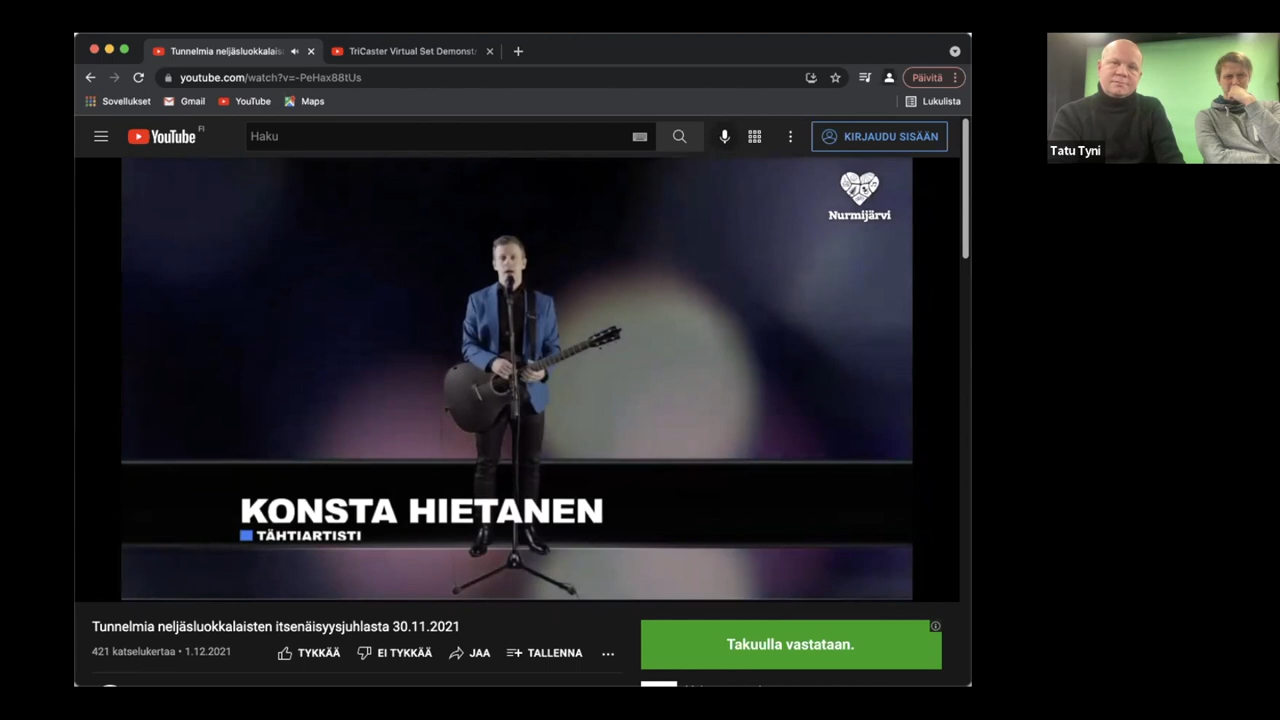 Tunnelmia neljäsluokkalais
TriCaster Virtual Set Demonst
youtube.com/watch?v=-PeHax88tUs
Päivitä
Sovellukset
Gmail
YouTube
Maps
Lukulista
YouTube FI
Haku
KIRJAUDU SISÄÄN
Nurmijärvi
KONSTA HIETANEN
TÄHTIARTISTI
Tunnelmia neljäsluokkalaisten itsenäisyysjuhlasta 30.11.2021
421 katselukertaa • 1.12.2021
TYKKÄÄ
EI TYKKÄÄ
JAA
TALLENNA
Takuulla vastataan.
Tatu Tyni